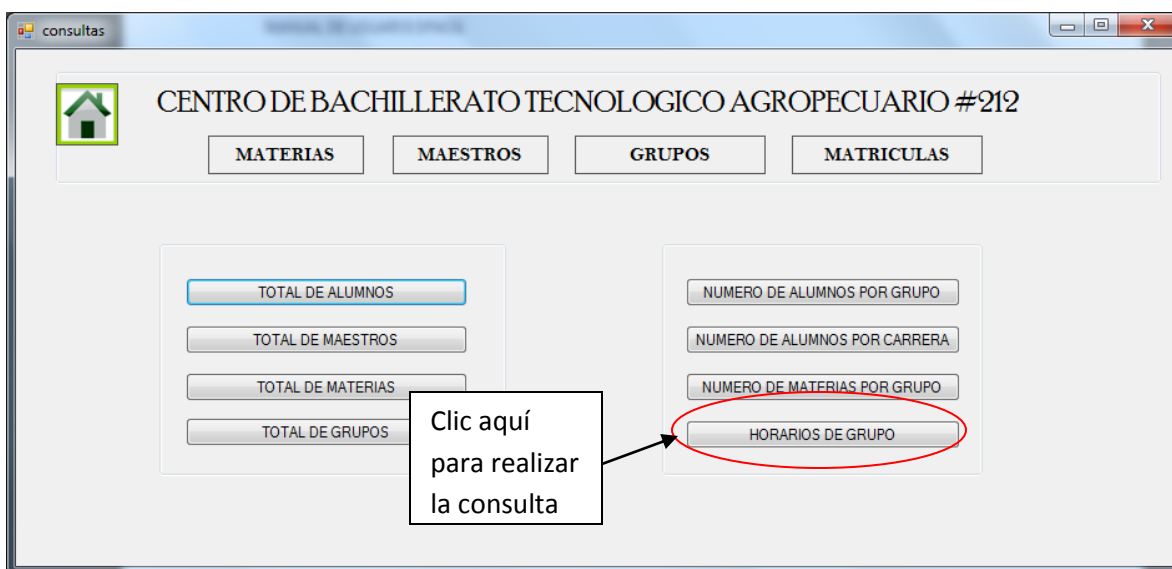 consultas
CENTRO DE BACHILLERATO TECNOLOGICO AGROPECUARIO #212
MATERIAS
MAESTROS
GRUPOS
MATRICULAS
TOTAL DE ALUMNOS
TOTAL DE MAESTROS
TOTAL DE MATERIAS
TOTAL DE GRUPOS
NUMERO DE ALUMNOS POR GRUPO
NUMERO DE ALUMNOS POR CARRERA
NUMERO DE MATERIAS POR GRUPO
HORARIOS DE GRUPO
Clic aquí
para realizar
la consulta